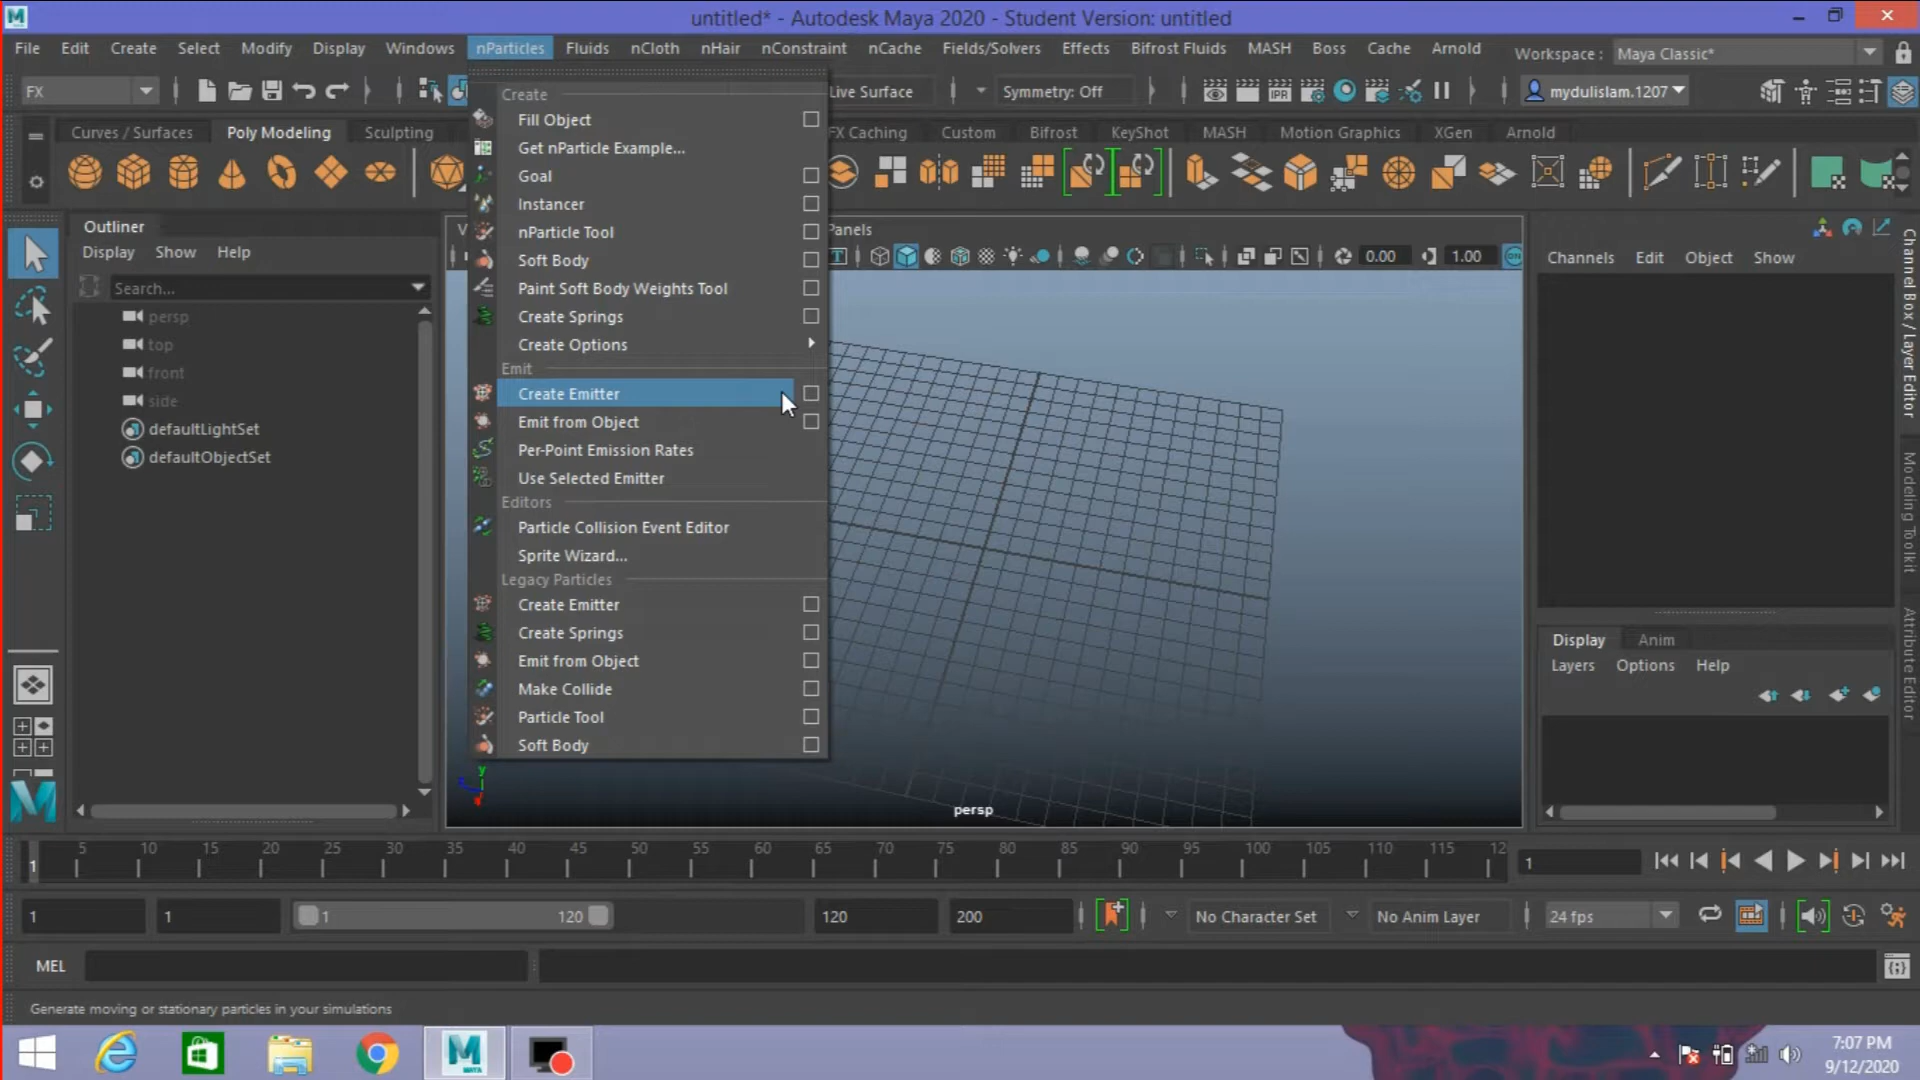 untitled* - Autodesk Maya 2020 - Student Version: untitled
File Edit Create Select Modify Display Windows nParticles Fluids nCloth nHair nConstraint nCache Fields/Solvers Effects Bifrost Fluids MASH Boss Cache Arnold Workspace : Maya Classic*
FX Live Surface Symmetry: Off IPR mydulislam.1207
Curves / Surfaces Poly Modeling Sculpting FX Caching Custom Bifrost KeyShot MASH Motion Graphics XGen Arnold
Create
Fill Object
Get nParticle Example...
Goal
Instancer
nParticle Tool
Soft Body
Paint Soft Body Weights Tool
Create Springs
Create Options
Emit
Create Emitter
Emit from Object
Per-Point Emission Rates
Use Selected Emitter
Editors
Particle Collision Event Editor
Sprite Wizard...
Legacy Particles
Create Emitter
Create Springs
Emit from Object
Make Collide
Particle Tool
Soft Body
Outliner
Display Show Help
Search...
persp
top
front
side
defaultLightSet
defaultObjectSet
V Panels
0.00 1.00 ON
persp
y
Channels Edit Object Show
Channel Box / Layer Editor
Modeling Toolkit
Attribute Editor
Display Anim
Layers Options Help
1 5 10 15 20 25 30 35 40 45 50 55 60 65 70 75 80 85 90 95 100 105 110 115 12 1
1 1 1 120 120 200 No Character Set No Anim Layer 24 fps
MEL
Generate moving or stationary particles in your simulations
MAYA
7:07 PM
9/12/2020